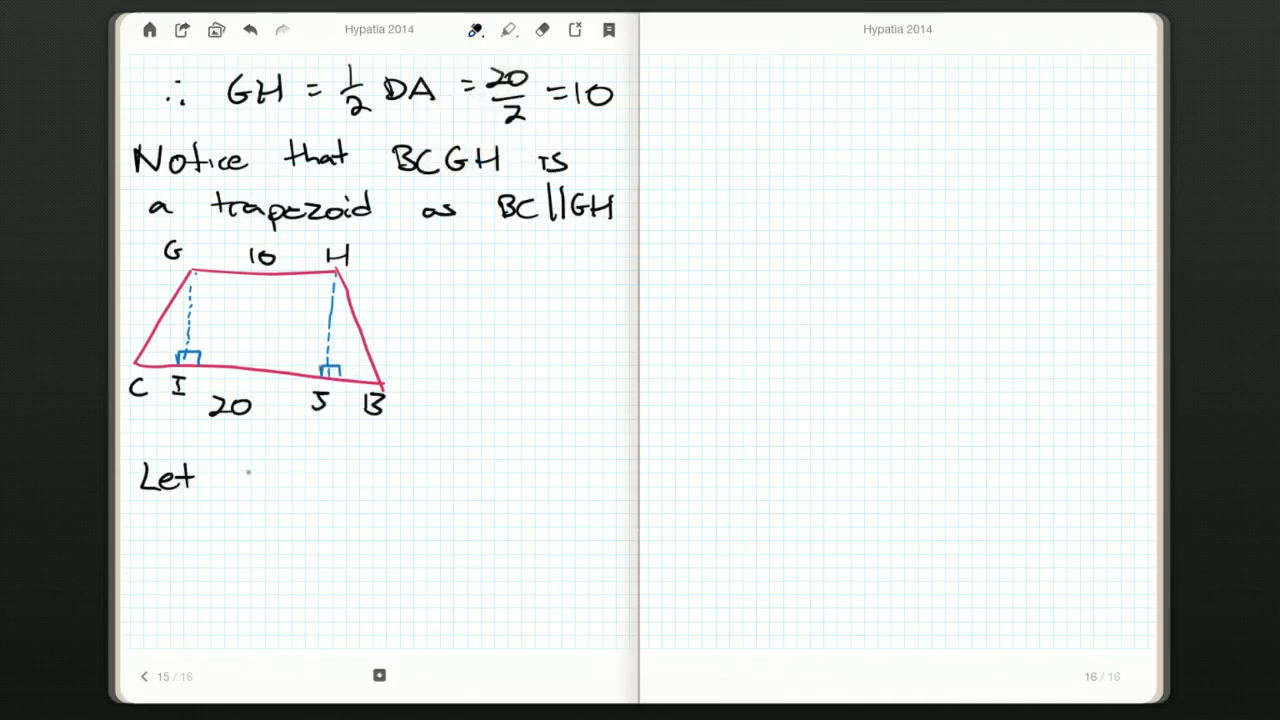 Hypatia 2014
Hypatia 2014
∴ GH = 1/2 DA = 20/2 = 10
Notice that BCGH is
a trapezoid as BC||GH
G 10 H
C I J B
20
Let
15 / 16
16 / 16